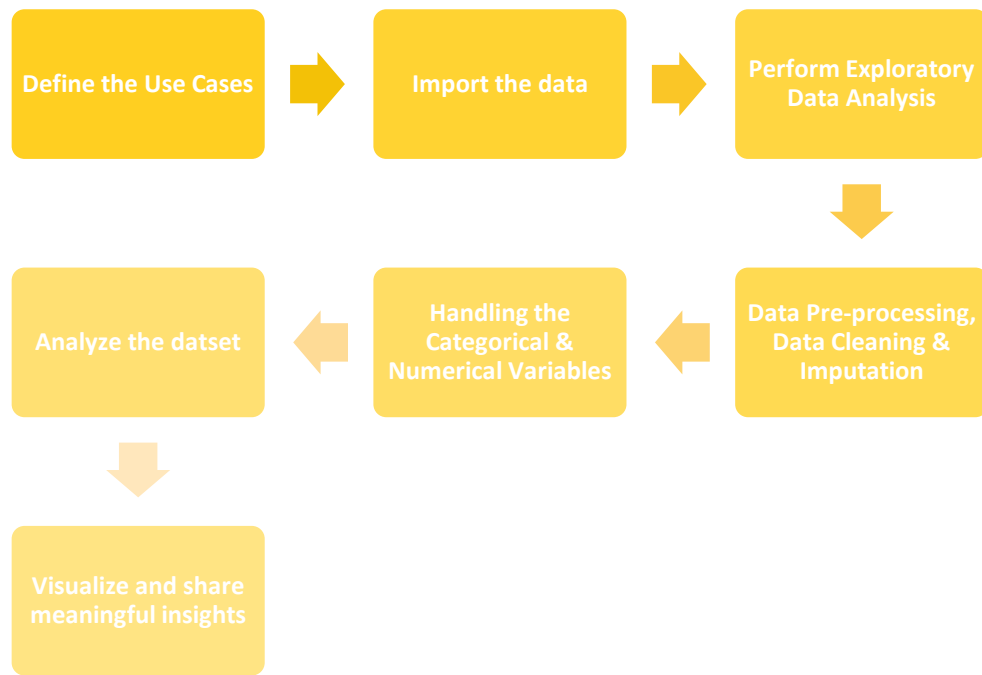 Define the Use Cases
Import the data
Perform Exploratory
Data Analysis
Data Pre-processing,
Data Cleaning &
Imputation
Handling the
Categorical &
Numerical Variables
Analyze the datset
Visualize and share
meaningful insights